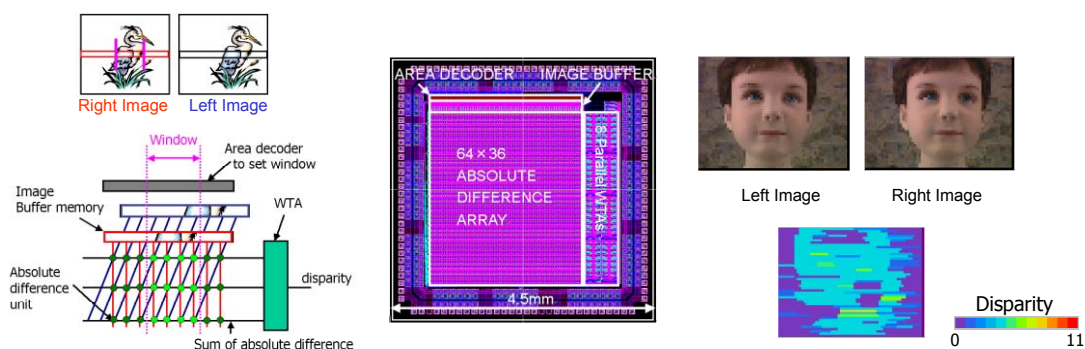 Right Image
Left Image
Window
Area decoder
to set window
Image
Buffer memory
WTA
Absolute
difference
unit
disparity
Sum of absolute difference
AREA DECODER
IMAGE BUFFER
64×36
ABSOLUTE
DIFFERENCE
ARRAY
8 Parallel WTAs
4.5mm
Left Image
Right Image
Disparity
0
11